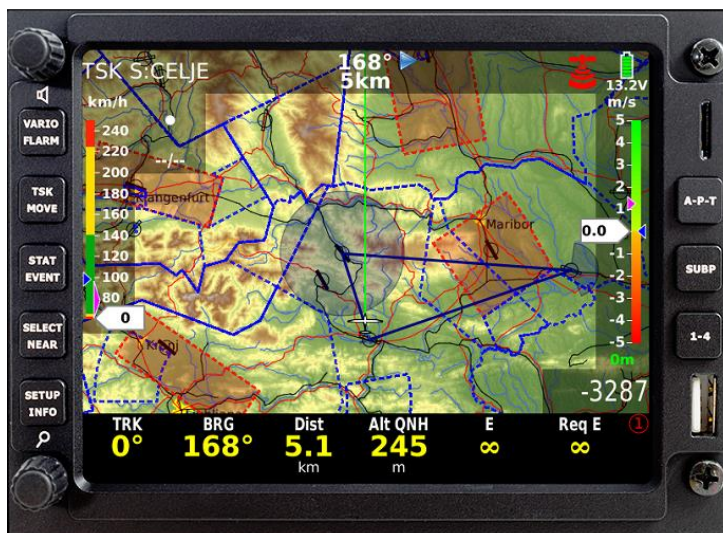 TSK S:CELJE
168°
5km
13.2V
km/h
m/s
VARIO
FLARM
TSK
MOVE
STAT
EVENT
SELECT
NEAR
SETUP
INFO
240
220
200
180
160
140
120
100
80
0
--/--
Klangenfurt
Maribor
Kranj
5
4
3
2
1
0.0
-1
-2
-3
-4
-5
0m
-3287
A-P-T
SUBP
1-4
TRK
BRG
Dist
Alt QNH
E
Req E
①
0°
168°
5.1
245
∞
∞
km
m